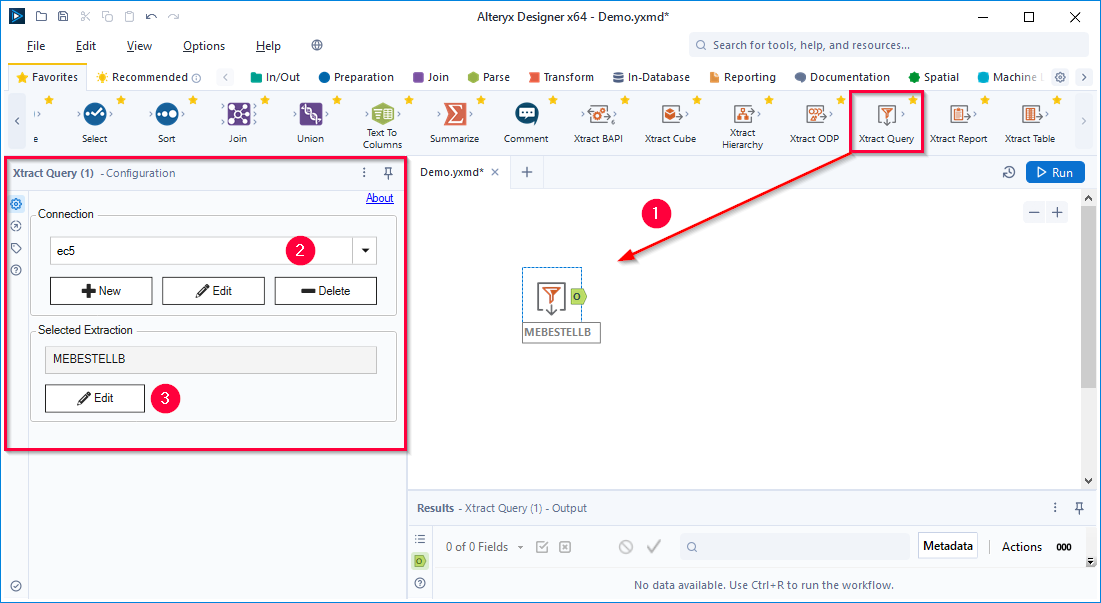 Alteryx Designer x64 - Demo.yxmd*
File Edit View Options Help
Search for tools, help, and resources...
Favorites Recommended In/Out Preparation Join Parse Transform In-Database Reporting Documentation Spatial Machine
e Select Sort Join Union Text To Columns Summarize Comment Xtract BAPI Xtract Cube Xtract Hierarchy Xtract ODP Xtract Query Xtract Report Xtract Table
Xtract Query (1) - Configuration
About
Connection
ec5
2
New Edit Delete
Selected Extraction
MEBESTELLB
Edit
3
Demo.yxmd*
Run
1
O
MEBESTELLB
Results - Xtract Query (1) - Output
0 of 0 Fields
Metadata
Actions
000
No data available. Use Ctrl+R to run the workflow.